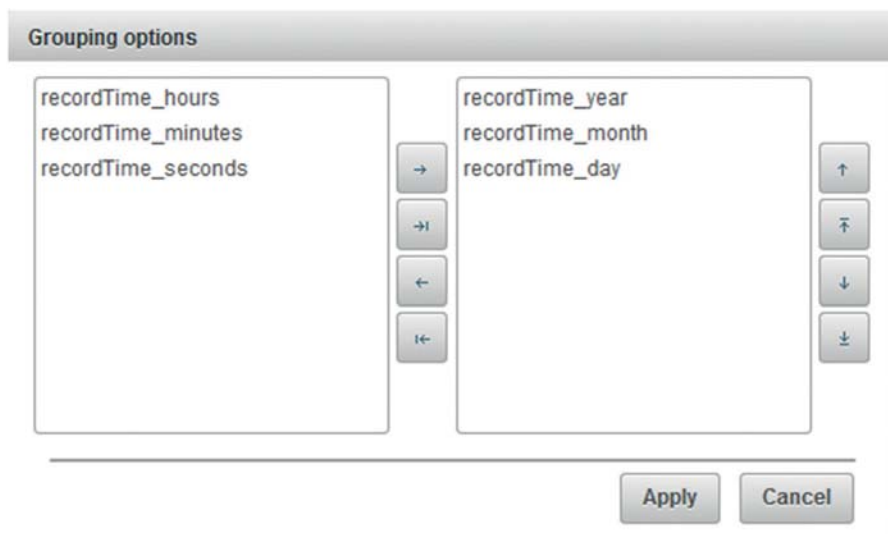 Grouping options
recordTime_hours
recordTime_minutes
recordTime_seconds
recordTime_year
recordTime_month
recordTime_day
Apply
Cancel